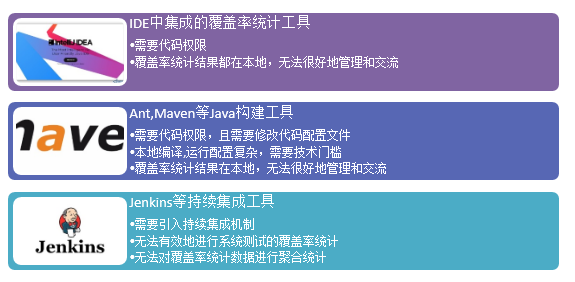 IDE中集成的覆盖率统计工具
•需要代码权限
•覆盖率统计结果都在本地，无法很好地管理和交流
Ant,Maven等Java构建工具
•需要代码权限，且需要修改代码配置文件
•本地编译,运行配置复杂，需要技术门槛
•覆盖率统计结果在本地，无法很好地管理和交流
Jenkins等持续集成工具
•需要引入持续集成机制
•无法有效地进行系统测试的覆盖率统计
•无法对覆盖率统计数据进行聚合统计
Jenkins